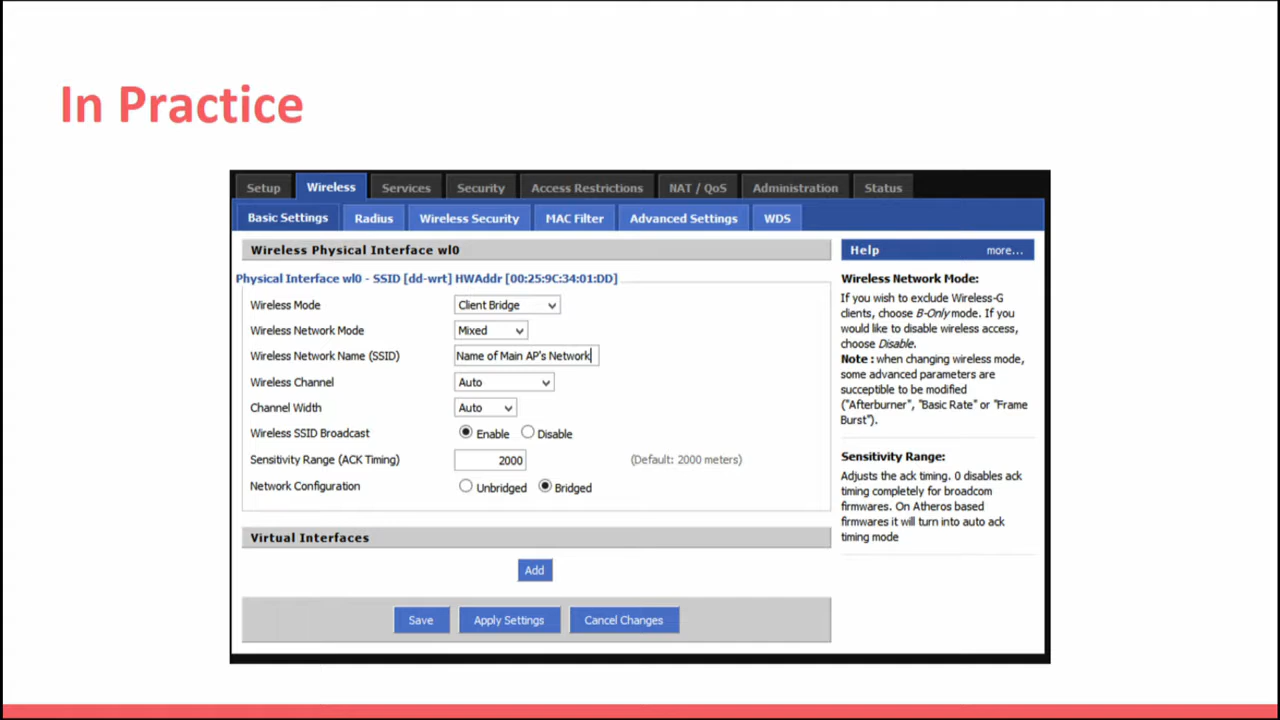 In Practice
Setup Wireless Services Security Access Restrictions NAT / QoS Administration Status
Basic Settings Radius Wireless Security MAC Filter Advanced Settings WDS
Wireless Physical Interface wl0
Physical Interface wl0 - SSID [dd-wrt] HWAddr [00:25:9C:34:01:DD]
Wireless Mode Client Bridge
Wireless Network Mode Mixed
Wireless Network Name (SSID) Name of Main AP's Network
Wireless Channel Auto
Channel Width Auto
Wireless SSID Broadcast Enable Disable
Sensitivity Range (ACK Timing) 2000 (Default: 2000 meters)
Network Configuration Unbridged Bridged
Virtual Interfaces
Add
Save Apply Settings Cancel Changes
Help more...
Wireless Network Mode:
If you wish to exclude Wireless-G
clients, choose B-Only mode. If you
would like to disable wireless access,
choose Disable.
Note : when changing wireless mode,
some advanced parameters are
succeptible to be modified
("Afterburner", "Basic Rate" or "Frame
Burst").
Sensitivity Range:
Adjusts the ack timing. 0 disables ack
timing completely for broadcom
firmwares. On Atheros based
firmwares it will turn into auto ack
timing mode